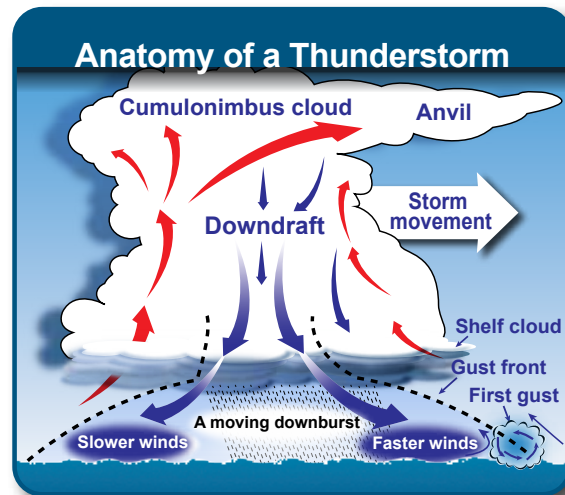 Anatomy of a Thunderstorm
Cumulonimbus cloud
Anvil
Storm
movement
Downdraft
Shelf cloud
Gust front
First gust
A moving downburst
Slower winds
Faster winds